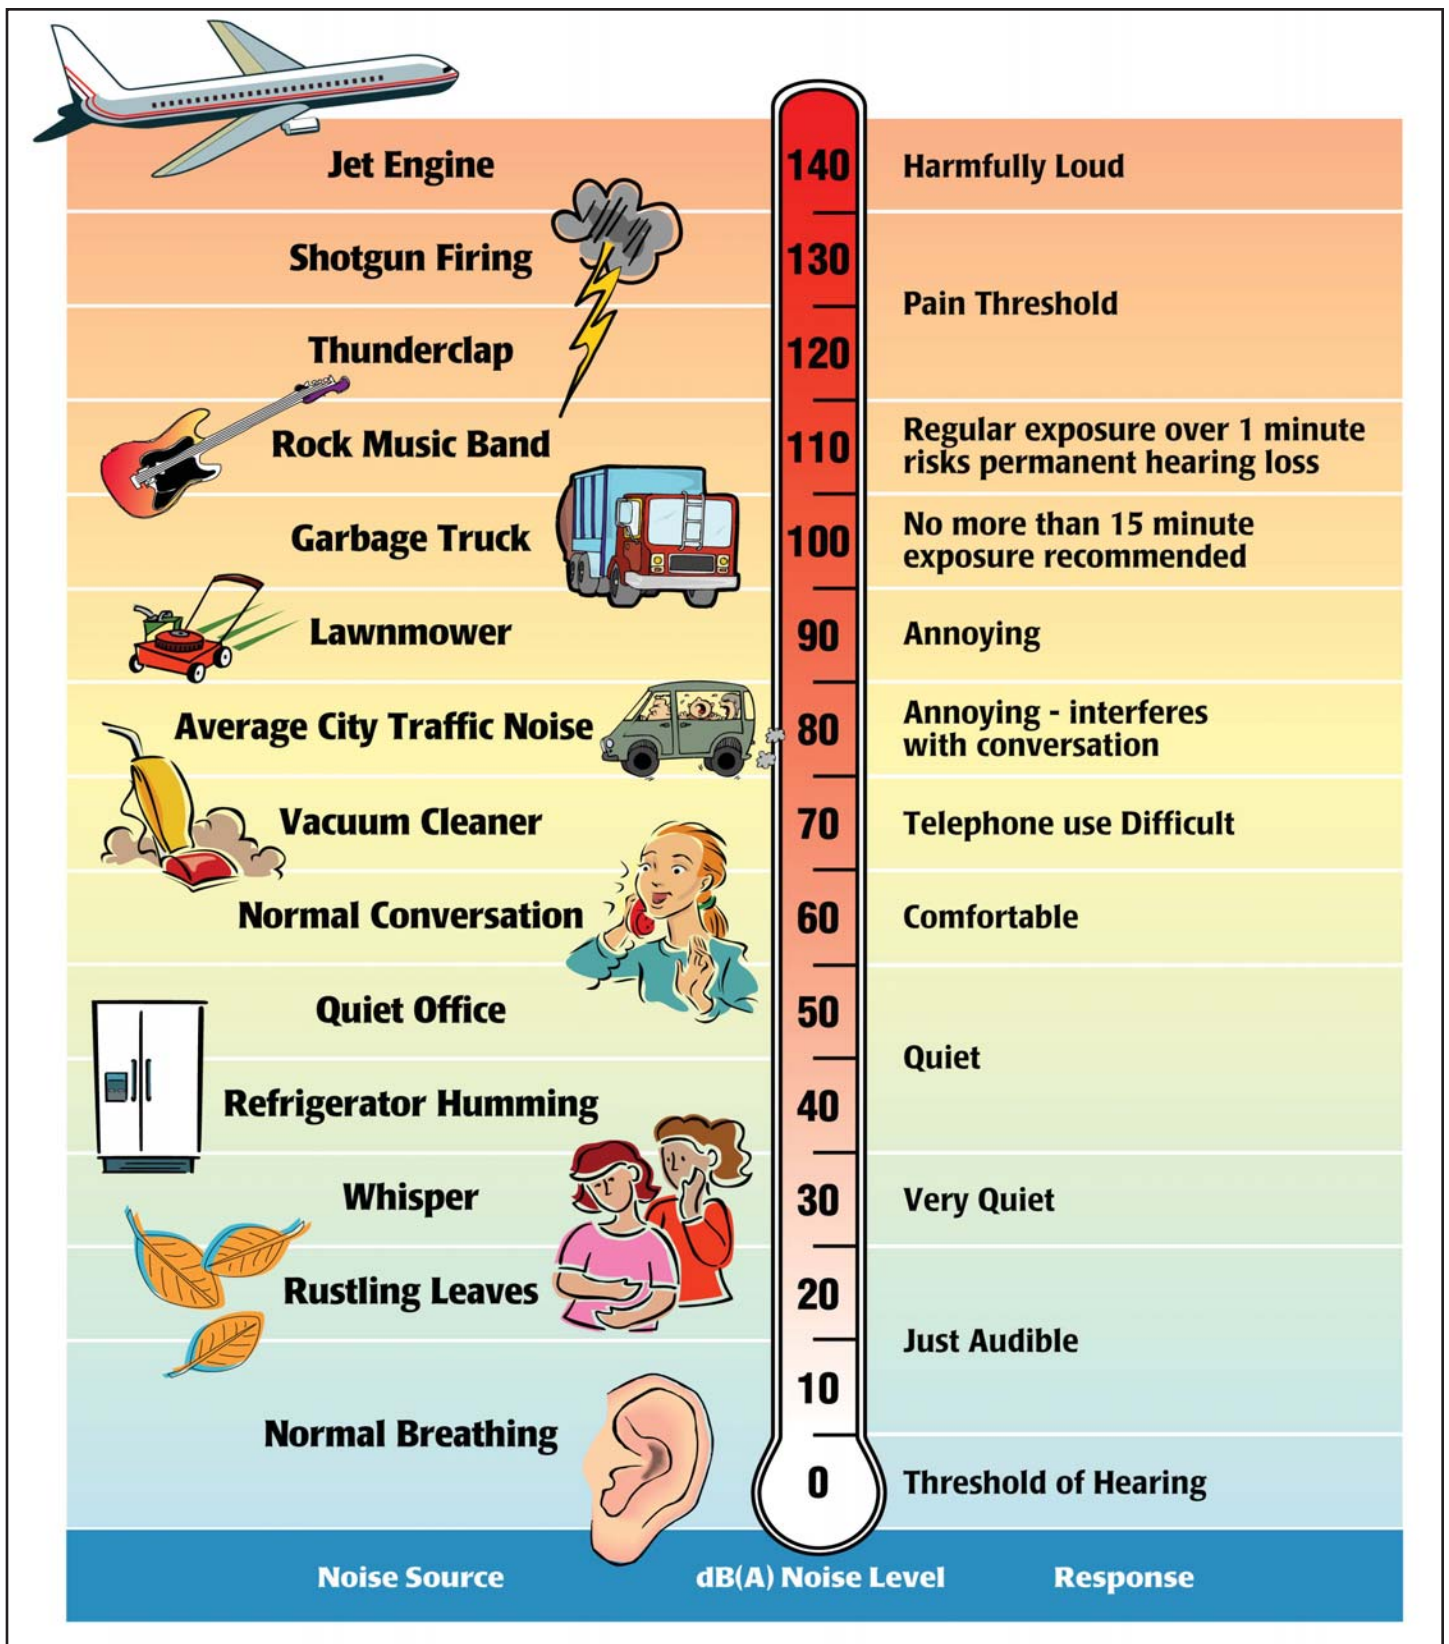 Jet Engine
140
Harmfully Loud
Shotgun Firing
130
Pain Threshold
Thunderclap
120
Rock Music Band
110
Regular exposure over 1 minute
risks permanent hearing loss
Garbage Truck
100
No more than 15 minute
exposure recommended
Lawnmower
90
Annoying
Average City Traffic Noise
80
Annoying - interferes
with conversation
Vacuum Cleaner
70
Telephone use Difficult
Normal Conversation
60
Comfortable
Quiet Office
50
Quiet
Refrigerator Humming
40
Whisper
30
Very Quiet
Rustling Leaves
20
Just Audible
10
Normal Breathing
0
Threshold of Hearing
Noise Source
dB(A) Noise Level
Response